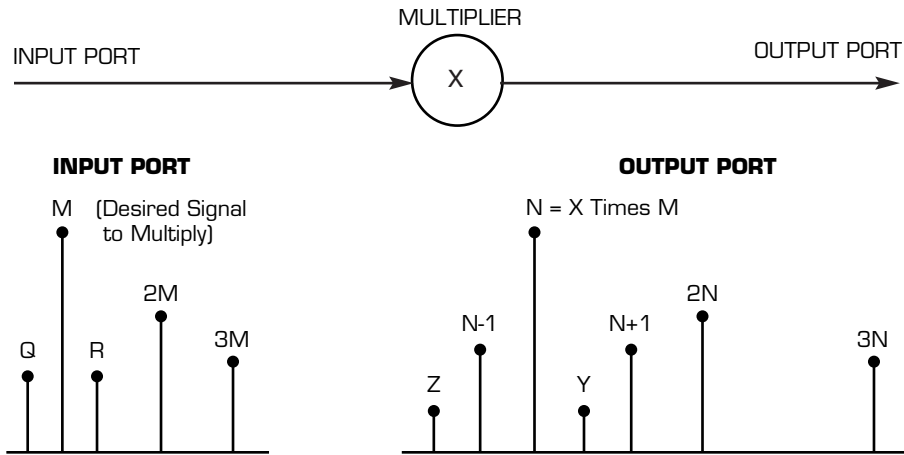 MULTIPLIER
INPUT PORT
X
OUTPUT PORT
INPUT PORT
M (Desired Signal
to Multiply)
Q
R
2M
3M
OUTPUT PORT
N = X Times M
Z
N-1
Y
N+1
2N
3N